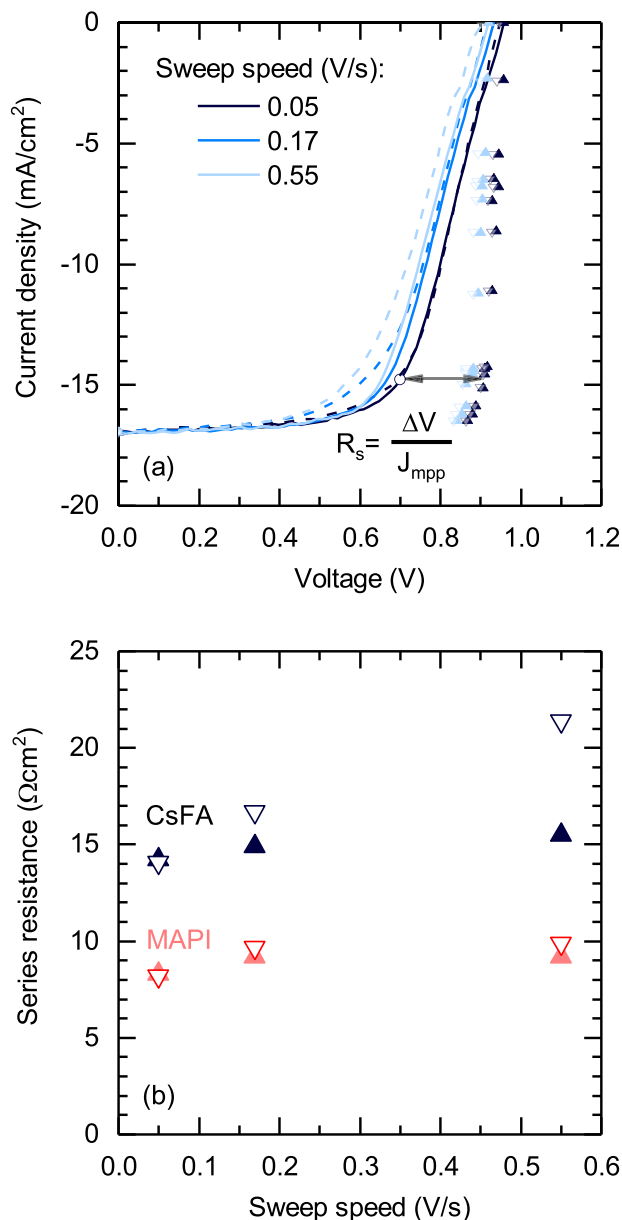 0
-5
-10
-15
-20
Current density (mA/cm²)
Sweep speed (V/s):
0.05
0.17
0.55
Rₛ= ΔV
Jₘₚₚ
(a)
0.0 0.2 0.4 0.6 0.8 1.0 1.2
Voltage (V)
25
20
15
10
5
0
Series resistance (Ωcm²)
CsFA
MAPI
(b)
0.0 0.1 0.2 0.3 0.4 0.5 0.6
Sweep speed (V/s)